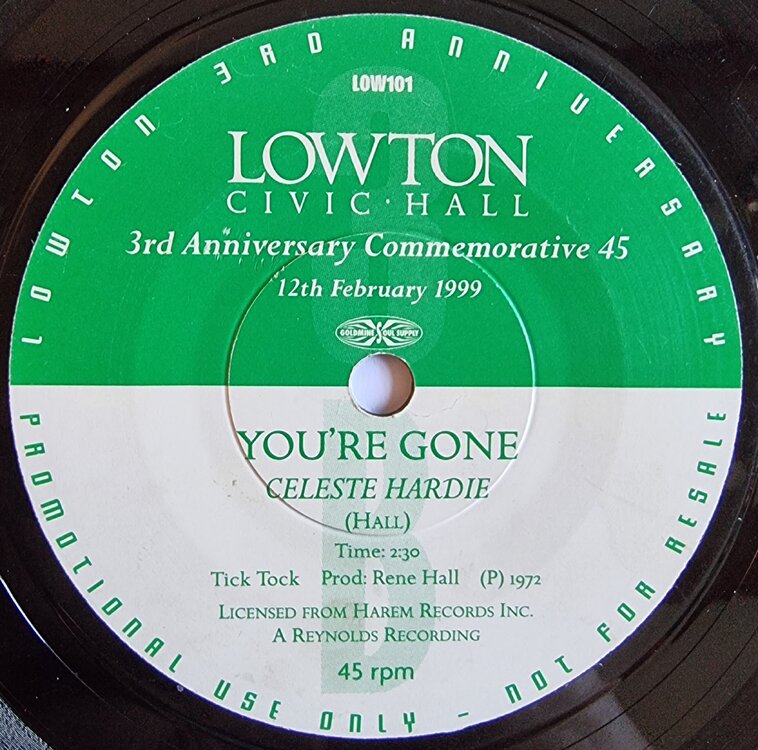 LOWTON 3RD ANNIVERSARY
LOW101
LOWTON
CIVIC · HALL
3rd Anniversary Commemorative 45
12th February 1999
GOLDMINE SOUL SUPPLY
YOU'RE GONE
CELESTE HARDIE
(HALL)
Time: 2:30
Tick Tock Prod: Rene Hall (P) 1972
LICENSED FROM HAREM RECORDS INC.
A REYNOLDS RECORDING
45 rpm
PROMOTIONAL USE ONLY - NOT FOR RESALE